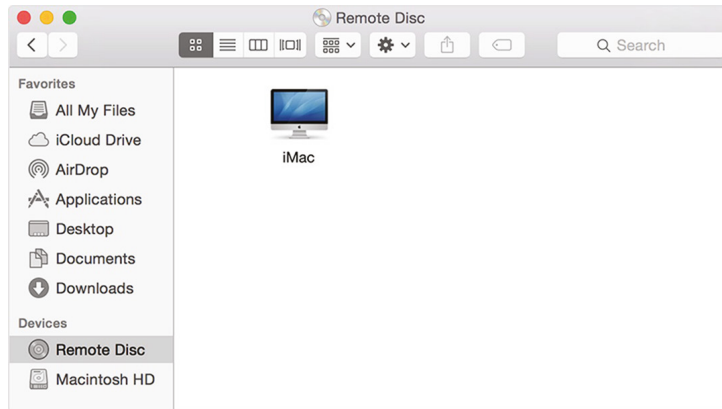 Remote Disc
Search
Favorites
All My Files
iCloud Drive
AirDrop
Applications
Desktop
Documents
Downloads
Devices
Remote Disc
Macintosh HD
iMac